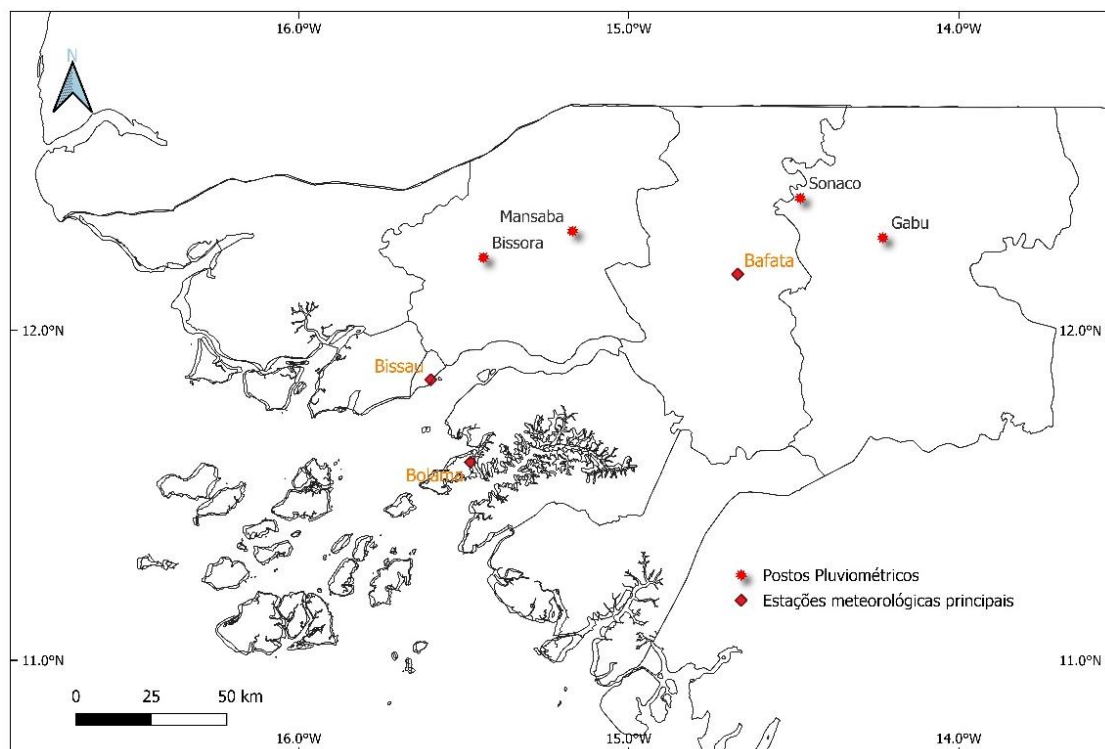 16.0°W
15.0°W
14.0°W
N
Sonaco
Mansaba
Gabu
Bissora
Bafata
12.0°N
12.0°N
Bissau
Bolama
Postos Pluviométricos
Estações meteorológicas principais
11.0°N
11.0°N
0 25 50 km
16.0°W
15.0°W
14.0°W